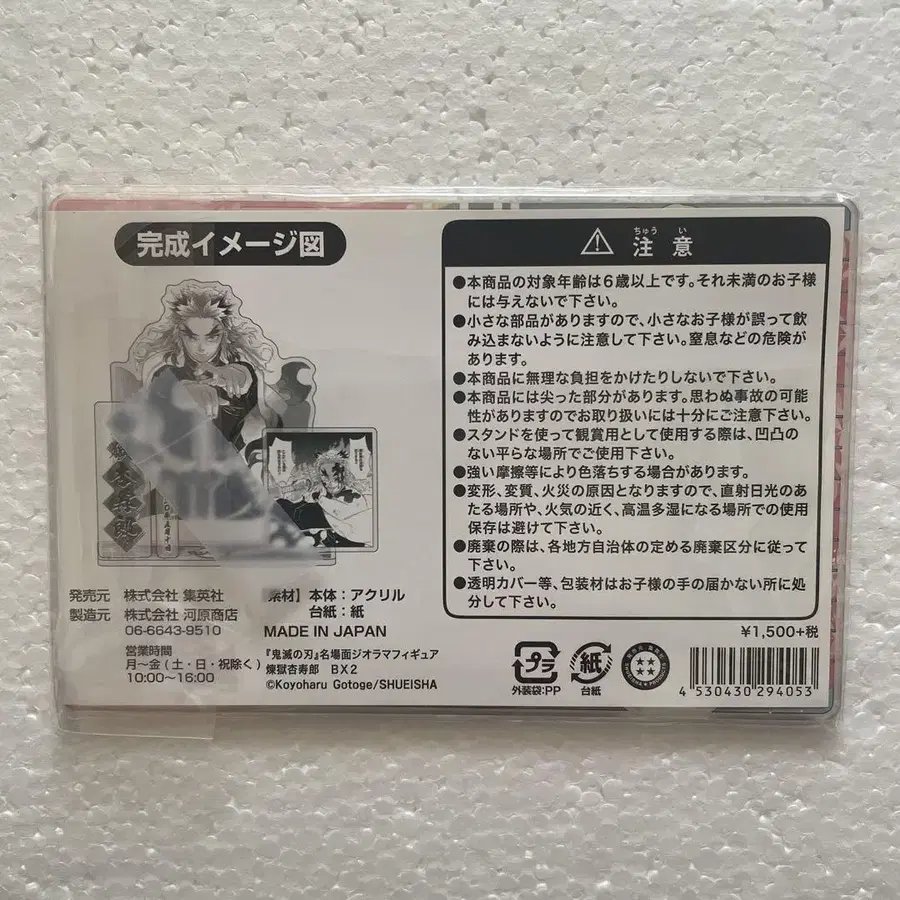 完成イメージ図
発売元 株式会社 集英社
製造元 株式会社 河原商店
06-6643-9510
営業時間
月〜金(土・日・祝除く)
10:00〜16:00
素材】本体：アクリル
台紙：紙
MADE IN JAPAN
『鬼滅の刃』名場面ジオラマフィギュア
煉獄杏寿郎 BX2
©Koyoharu Gotoge/SHUEISHA
ちゅう い
注意
●本商品の対象年齢は6歳以上です。それ未満のお子様
には与えないで下さい。
●小さな部品がありますので、小さなお子様が誤って飲
み込まないように注意して下さい。窒息などの危険が
あります。
●本商品に無理な負担をかけたりしないで下さい。
●本商品には尖った部分があります。思わぬ事故の可能
性がありますのでお取り扱いには十分にご注意下さい。
●スタンドを使って観賞用として使用する際は、凹凸の
ない平らな場所でご使用下さい。
●強い摩擦等により色落ちする場合があります。
●変形、変質、火災の原因となりますので、直射日光のあ
たる場所や、火気の近く、高温多湿になる場所での使用
保存は避けて下さい。
●廃棄の際は、各地方自治体の定める廃棄区分に従って
下さい。
●透明カバー等、包装材はお子様の手の届かない所に処
分して下さい。
¥1,500+税
プラ
外装袋:PP
紙
台紙
4 530430 294053